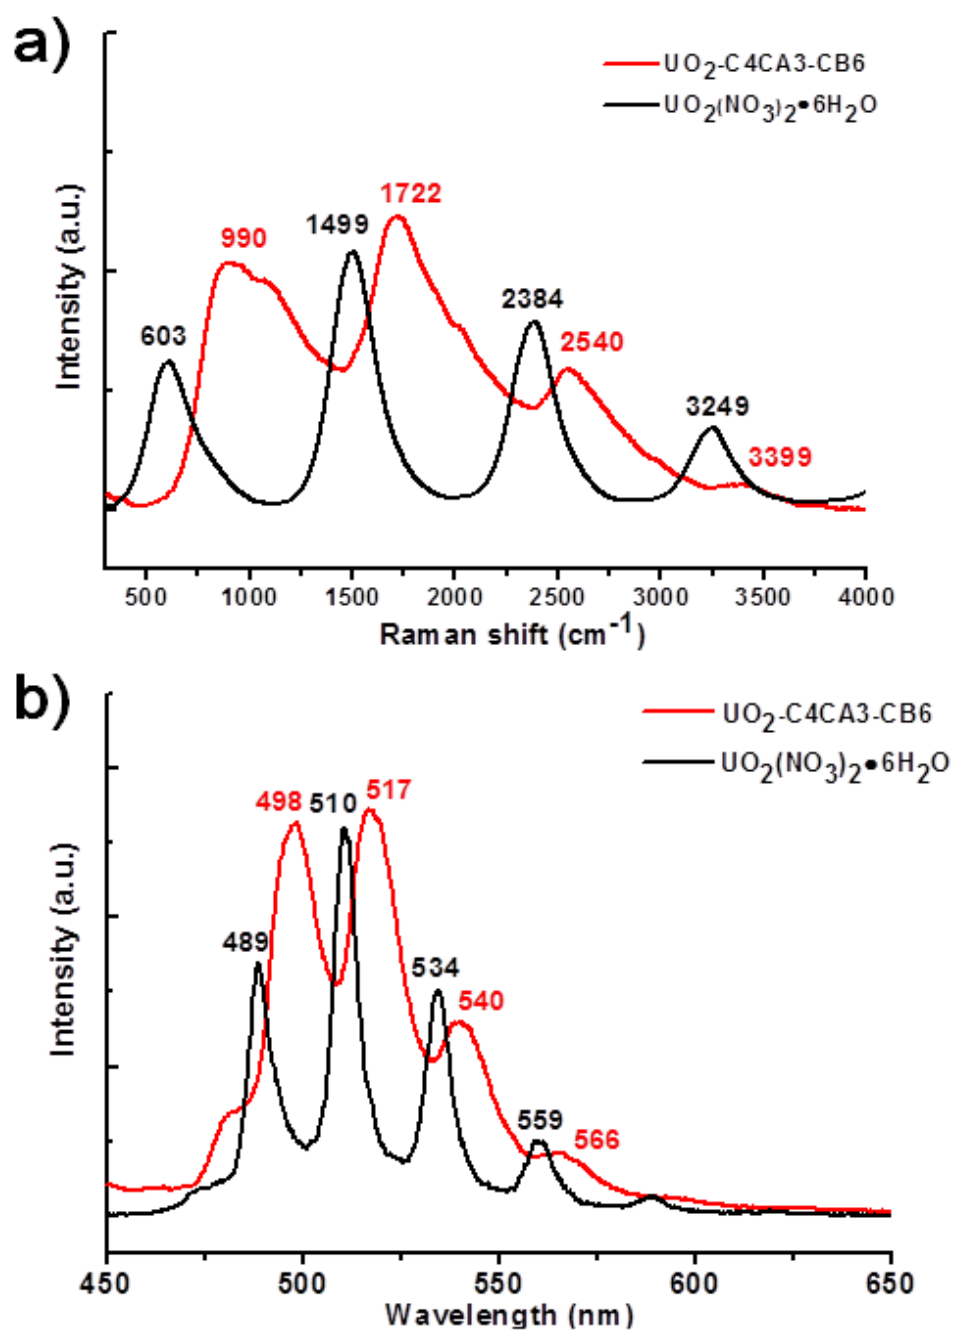 a)
UO2-C4CA3-CB6
UO2(NO3)2•6H2O
1722
1499
990
2384
2540
603
3249
3399
Intensity (a.u.)
500 1000 1500 2000 2500 3000 3500 4000
Raman shift (cm-1)
b)
UO2-C4CA3-CB6
UO2(NO3)2•6H2O
498 510 517
489
534
540
559
566
Intensity (a.u.)
450 500 550 600 650
Wavelength (nm)